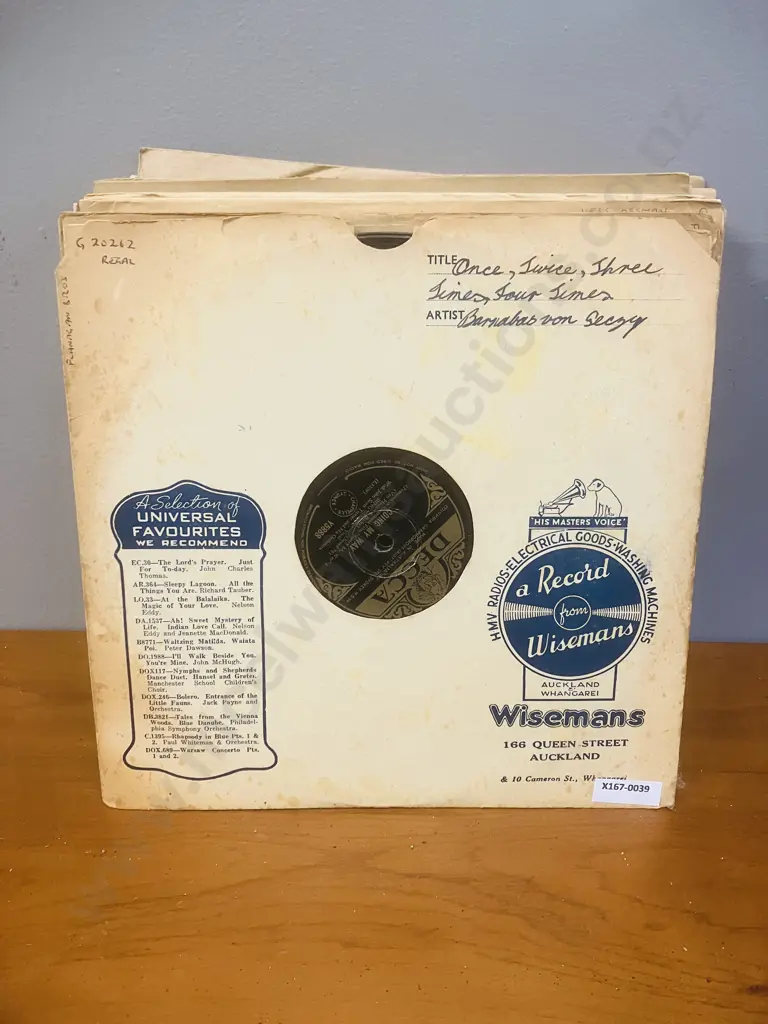 G 20262
REGAL
TITLE Once, Twice, Three
Times, Four Times
ARTIST Barnabas von Geczy
A Selection of
UNIVERSAL
FAVOURITES
WE RECOMMEND
EC.36—The Lord's Prayer. Just
For To-day. John Charles
Thomas.
AR.364—Sleepy Lagoon. All the
Things You Are. Richard Tauber.
LO.33—At the Balalaika. The
Magic of Your Love. Nelson
Eddy.
DA.1537—Ah! Sweet Mystery of
Life. Indian Love Call. Nelson
Eddy and Jeanette MacDonald.
B8771—Waltzing Matilda. Waiata
Poi. Peter Dawson.
DO.1988—I'll Walk Beside You.
You're Mine. John McHugh.
DOX117—Nymphs and Shepherds
Dance Duet, Hansel and Gretel.
Manchester School Children's
Choir.
DOX.246—Bolero. Entrance of the
Little Fauns. Jack Payne and
Orchestra.
DB.3821—Tales from the Vienna
Woods. Blue Danube. Philadel-
phia Symphony Orchestra.
C.1395—Rhapsody in Blue Pts. 1 &
2. Paul Whiteman & Orchestra.
DOX.689—Warsaw Concerto Pts.
1 and 2.
DECCA
"HIS MASTERS VOICE"
HMV RADIOS·ELECTRICAL GOODS·WASHING MACHINES
a Record
from
Wisemans
AUCKLAND
&
WHANGAREI
Wisemans
166 QUEEN STREET
AUCKLAND
& 10 Cameron St., Whangarei
X167-0039